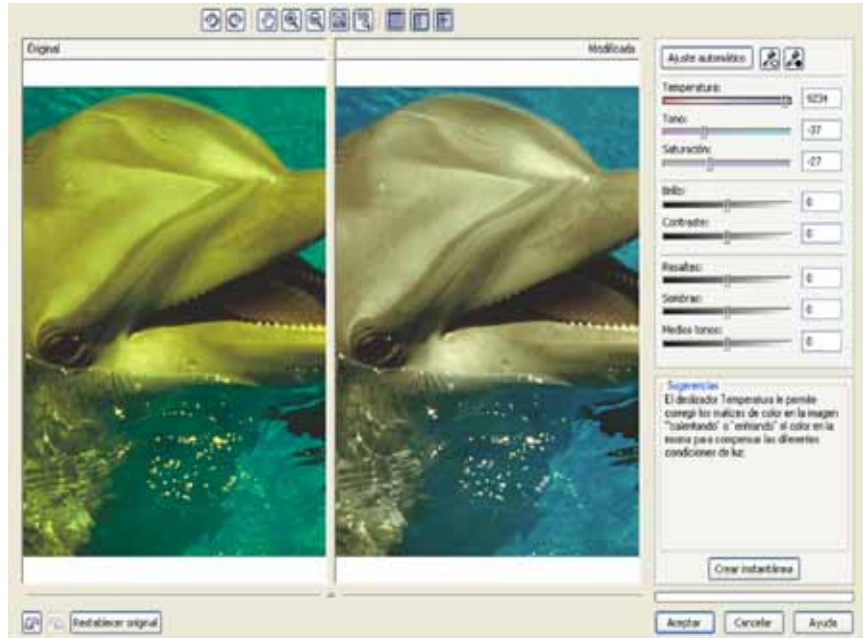 Original
Modificada
Ajuste automático
Temperatura:
9234
Tono:
-37
Saturación:
-27
Brillo:
0
Contraste:
0
Resaltes:
0
Sombras:
0
Medios tonos:
0
Sugerencias
El deslizador Temperatura le permite
corregir los matices de color en la imagen
"calentando" o "enfriando" el color en la
misma para compensar las diferentes
condiciones de luz.
Crear instantánea
Restablecer original
Aceptar
Cancelar
Ayuda